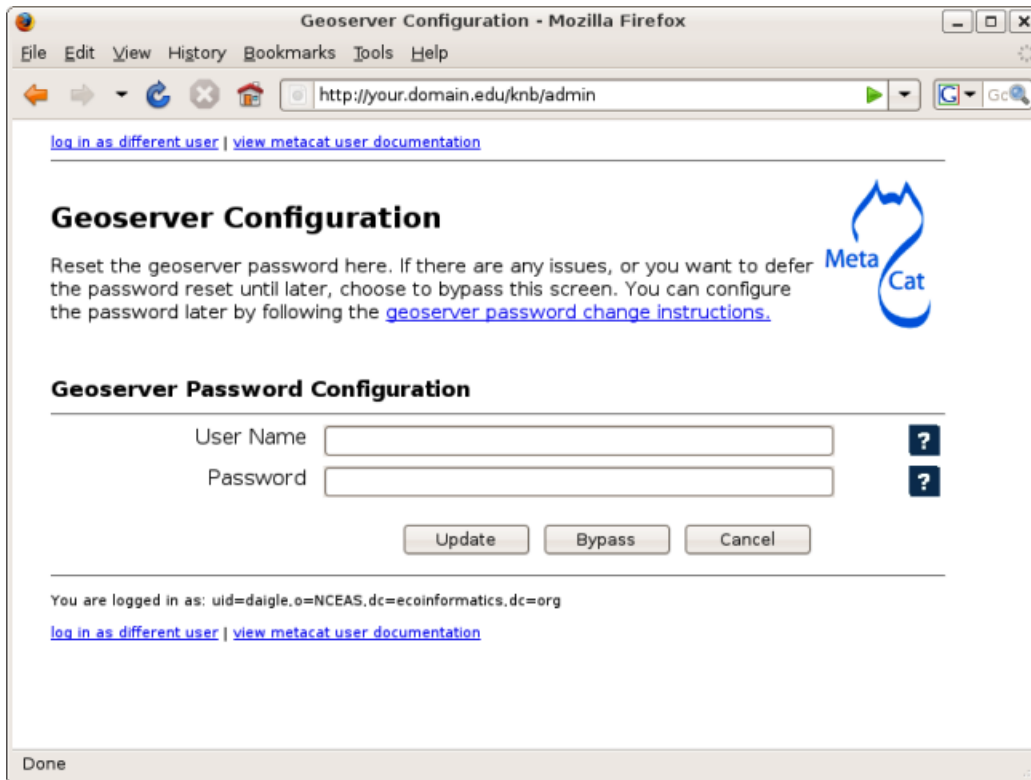 Geoserver Configuration - Mozilla Firefox
File Edit View History Bookmarks Tools Help
http://your.domain.edu/knb/admin
G Go
log in as different user | view metacat user documentation
Geoserver Configuration
Meta
Cat
Reset the geoserver password here. If there are any issues, or you want to defer
the password reset until later, choose to bypass this screen. You can configure
the password later by following the geoserver password change instructions.
Geoserver Password Configuration
User Name ?
Password ?
Update Bypass Cancel
You are logged in as: uid=daigle,o=NCEAS,dc=ecoinformatics,dc=org
log in as different user | view metacat user documentation
Done